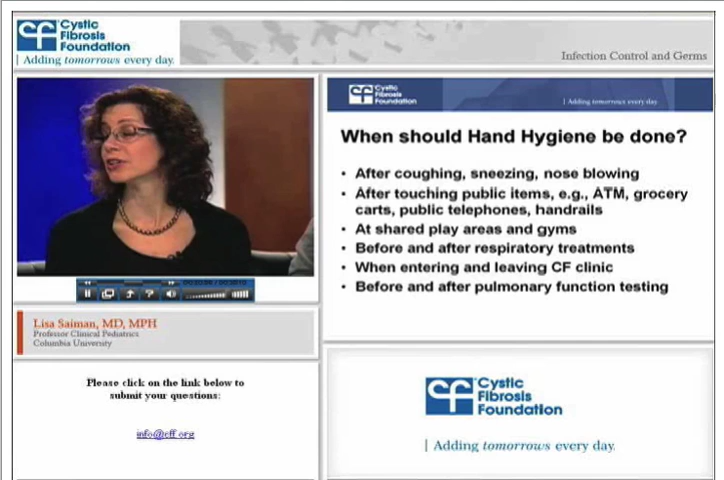 Cystic
Fibrosis
Foundation
Adding tomorrows every day.
Infection Control and Germs
Cystic
Fibrosis
Foundation
Adding tomorrows every day.
When should Hand Hygiene be done?
• After coughing, sneezing, nose blowing
• After touching public items, e.g., ATM, grocery
carts, public telephones, handrails
• At shared play areas and gyms
• Before and after respiratory treatments
• When entering and leaving CF clinic
• Before and after pulmonary function testing
Lisa Saiman, MD, MPH
Professor Clinical Pediatrics
Columbia University
Please click on the link below to
submit your questions:
info@cff.org
Cystic
Fibrosis
Foundation
Adding tomorrows every day.